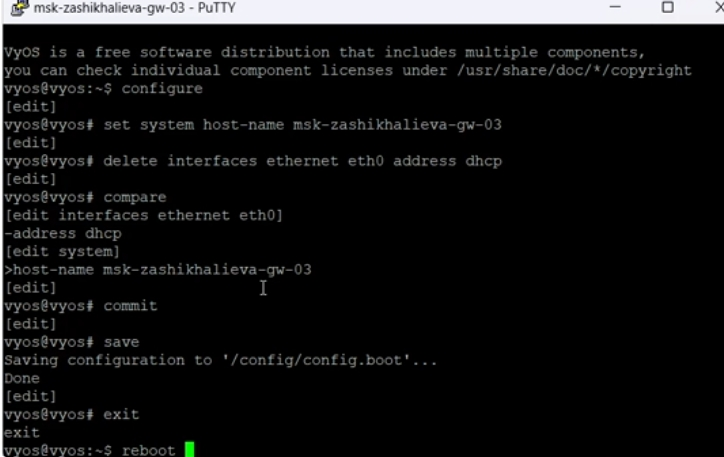 msk-zashikhalieva-gw-03 - PuTTY
VyOS is a free software distribution that includes multiple components,
you can check individual component licenses under /usr/share/doc/*/copyright
vyos@vyos:~$ configure
[edit]
vyos@vyos# set system host-name msk-zashikhalieva-gw-03
[edit]
vyos@vyos# delete interfaces ethernet eth0 address dhcp
[edit]
vyos@vyos# compare
[edit interfaces ethernet eth0]
-address dhcp
[edit system]
>host-name msk-zashikhalieva-gw-03
[edit]
vyos@vyos# commit
[edit]
vyos@vyos# save
Saving configuration to '/config/config.boot'...
Done
[edit]
vyos@vyos# exit
exit
vyos@vyos:~$ reboot